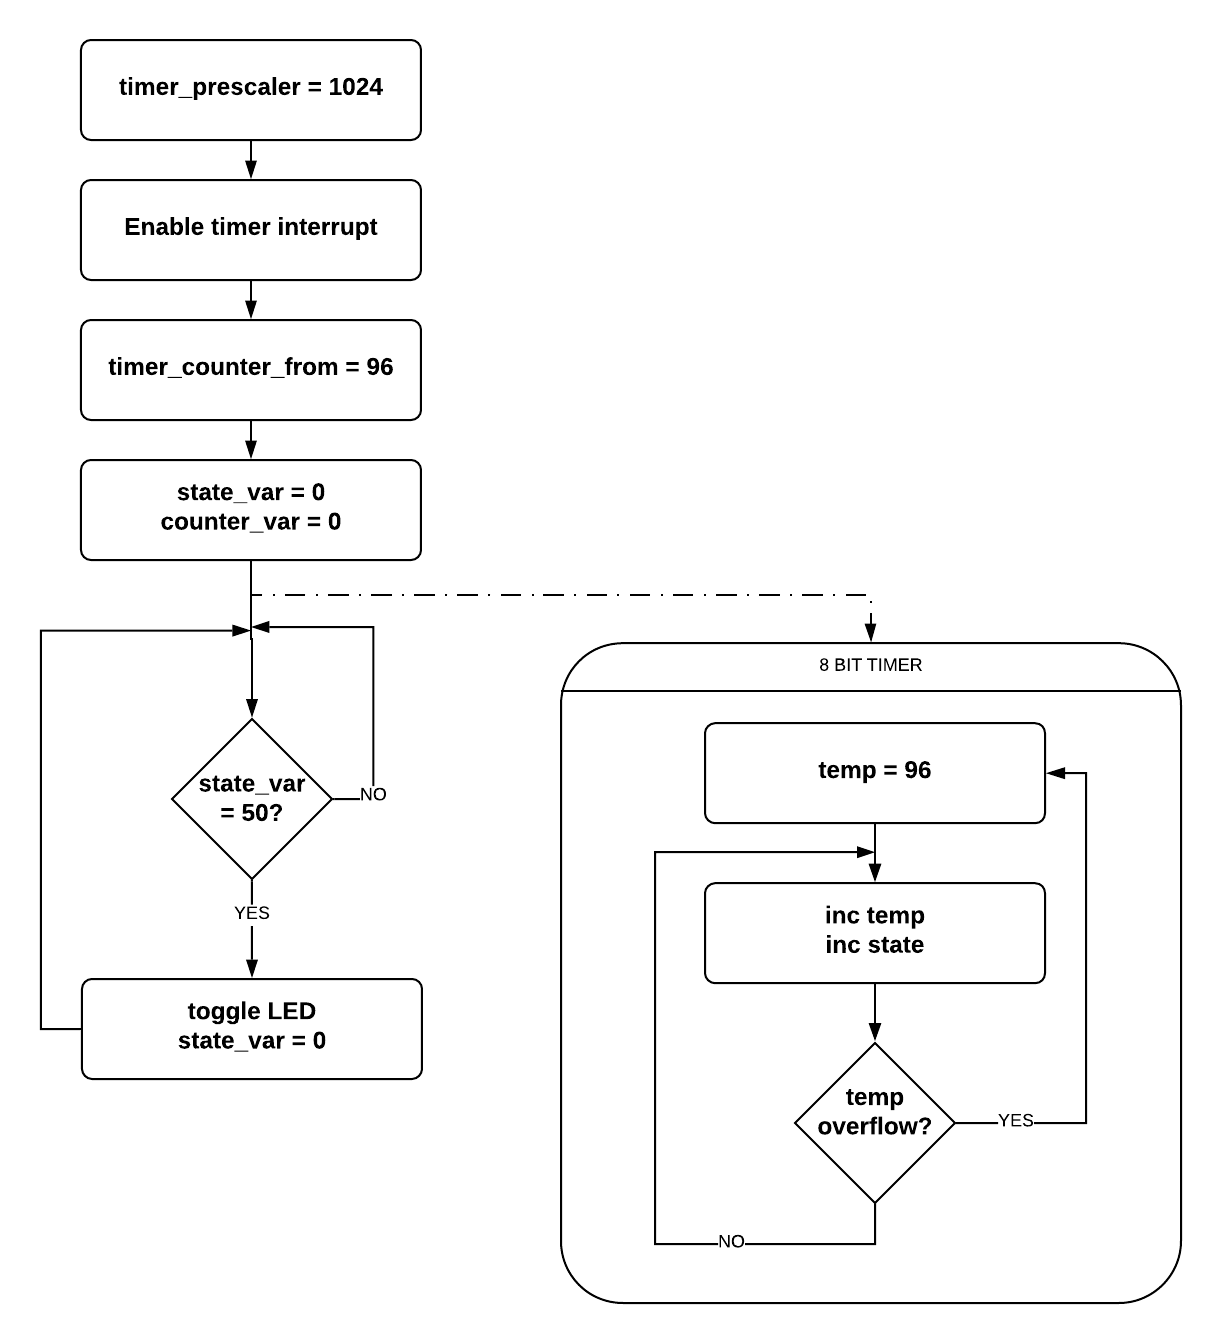 timer_prescaler = 1024
Enable timer interrupt
timer_counter_from = 96
state_var = 0
counter_var = 0
state_var
= 50?
NO
YES
toggle LED
state_var = 0
8 BIT TIMER
temp = 96
inc temp
inc state
temp
overflow?
YES
NO